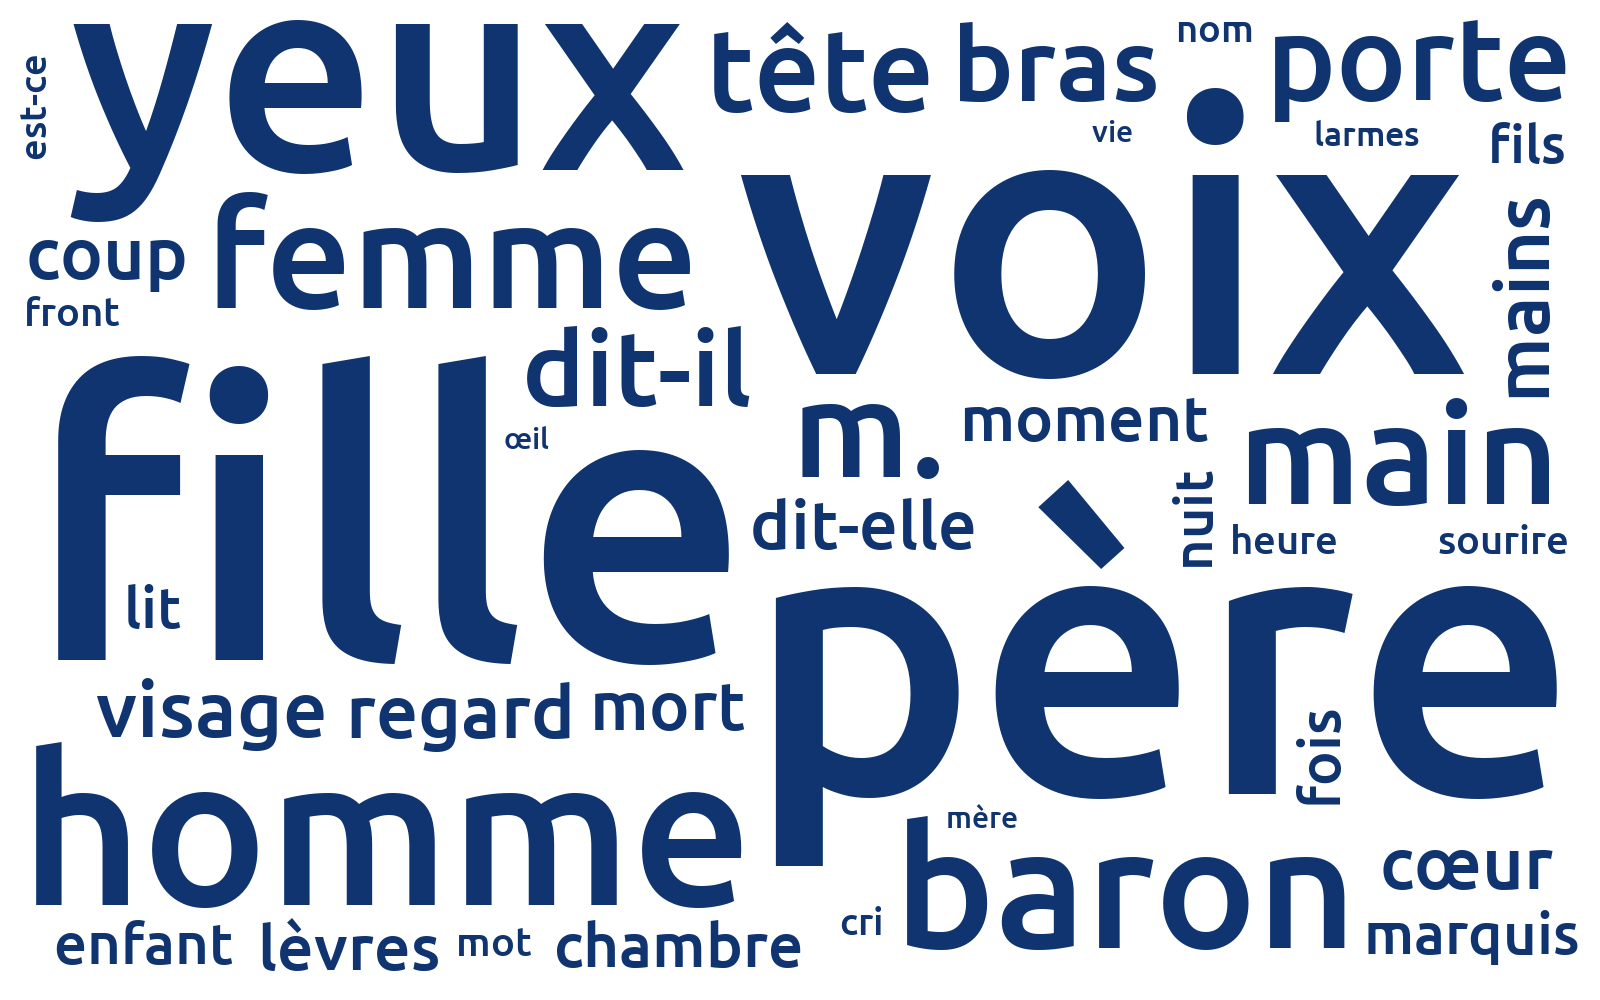 est-ce
yeux
tête
bras
nom
porte
vie
larmes
fils
voix
mains
coup
femme
front
dit-il
fille
œil
m.
moment
main
dit-elle
nuit
heure
sourire
lit
père
visage
regard
mort
fois
homme
mère
baron
cœur
cri
marquis
enfant
lèvres
mot
chambre